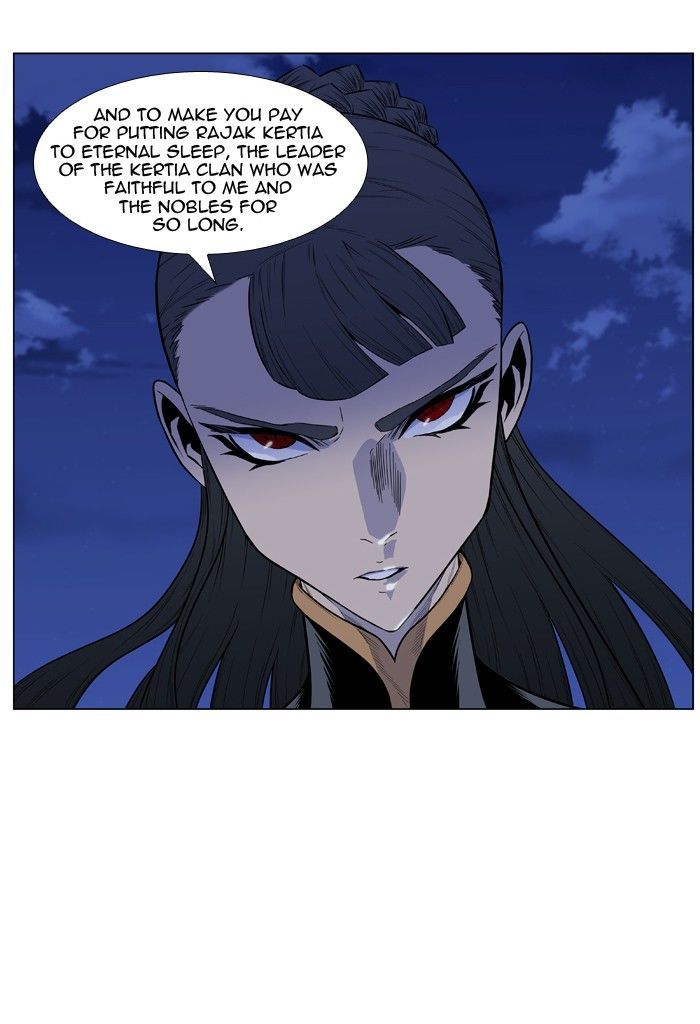 AND TO MAKE YOU PAY
FOR PUTTING RAJAK KERTIA
TO ETERNAL SLEEP, THE LEADER
OF THE KERTIA CLAN WHO WAS
FAITHFUL TO ME AND
THE NOBLES FOR
SO LONG.